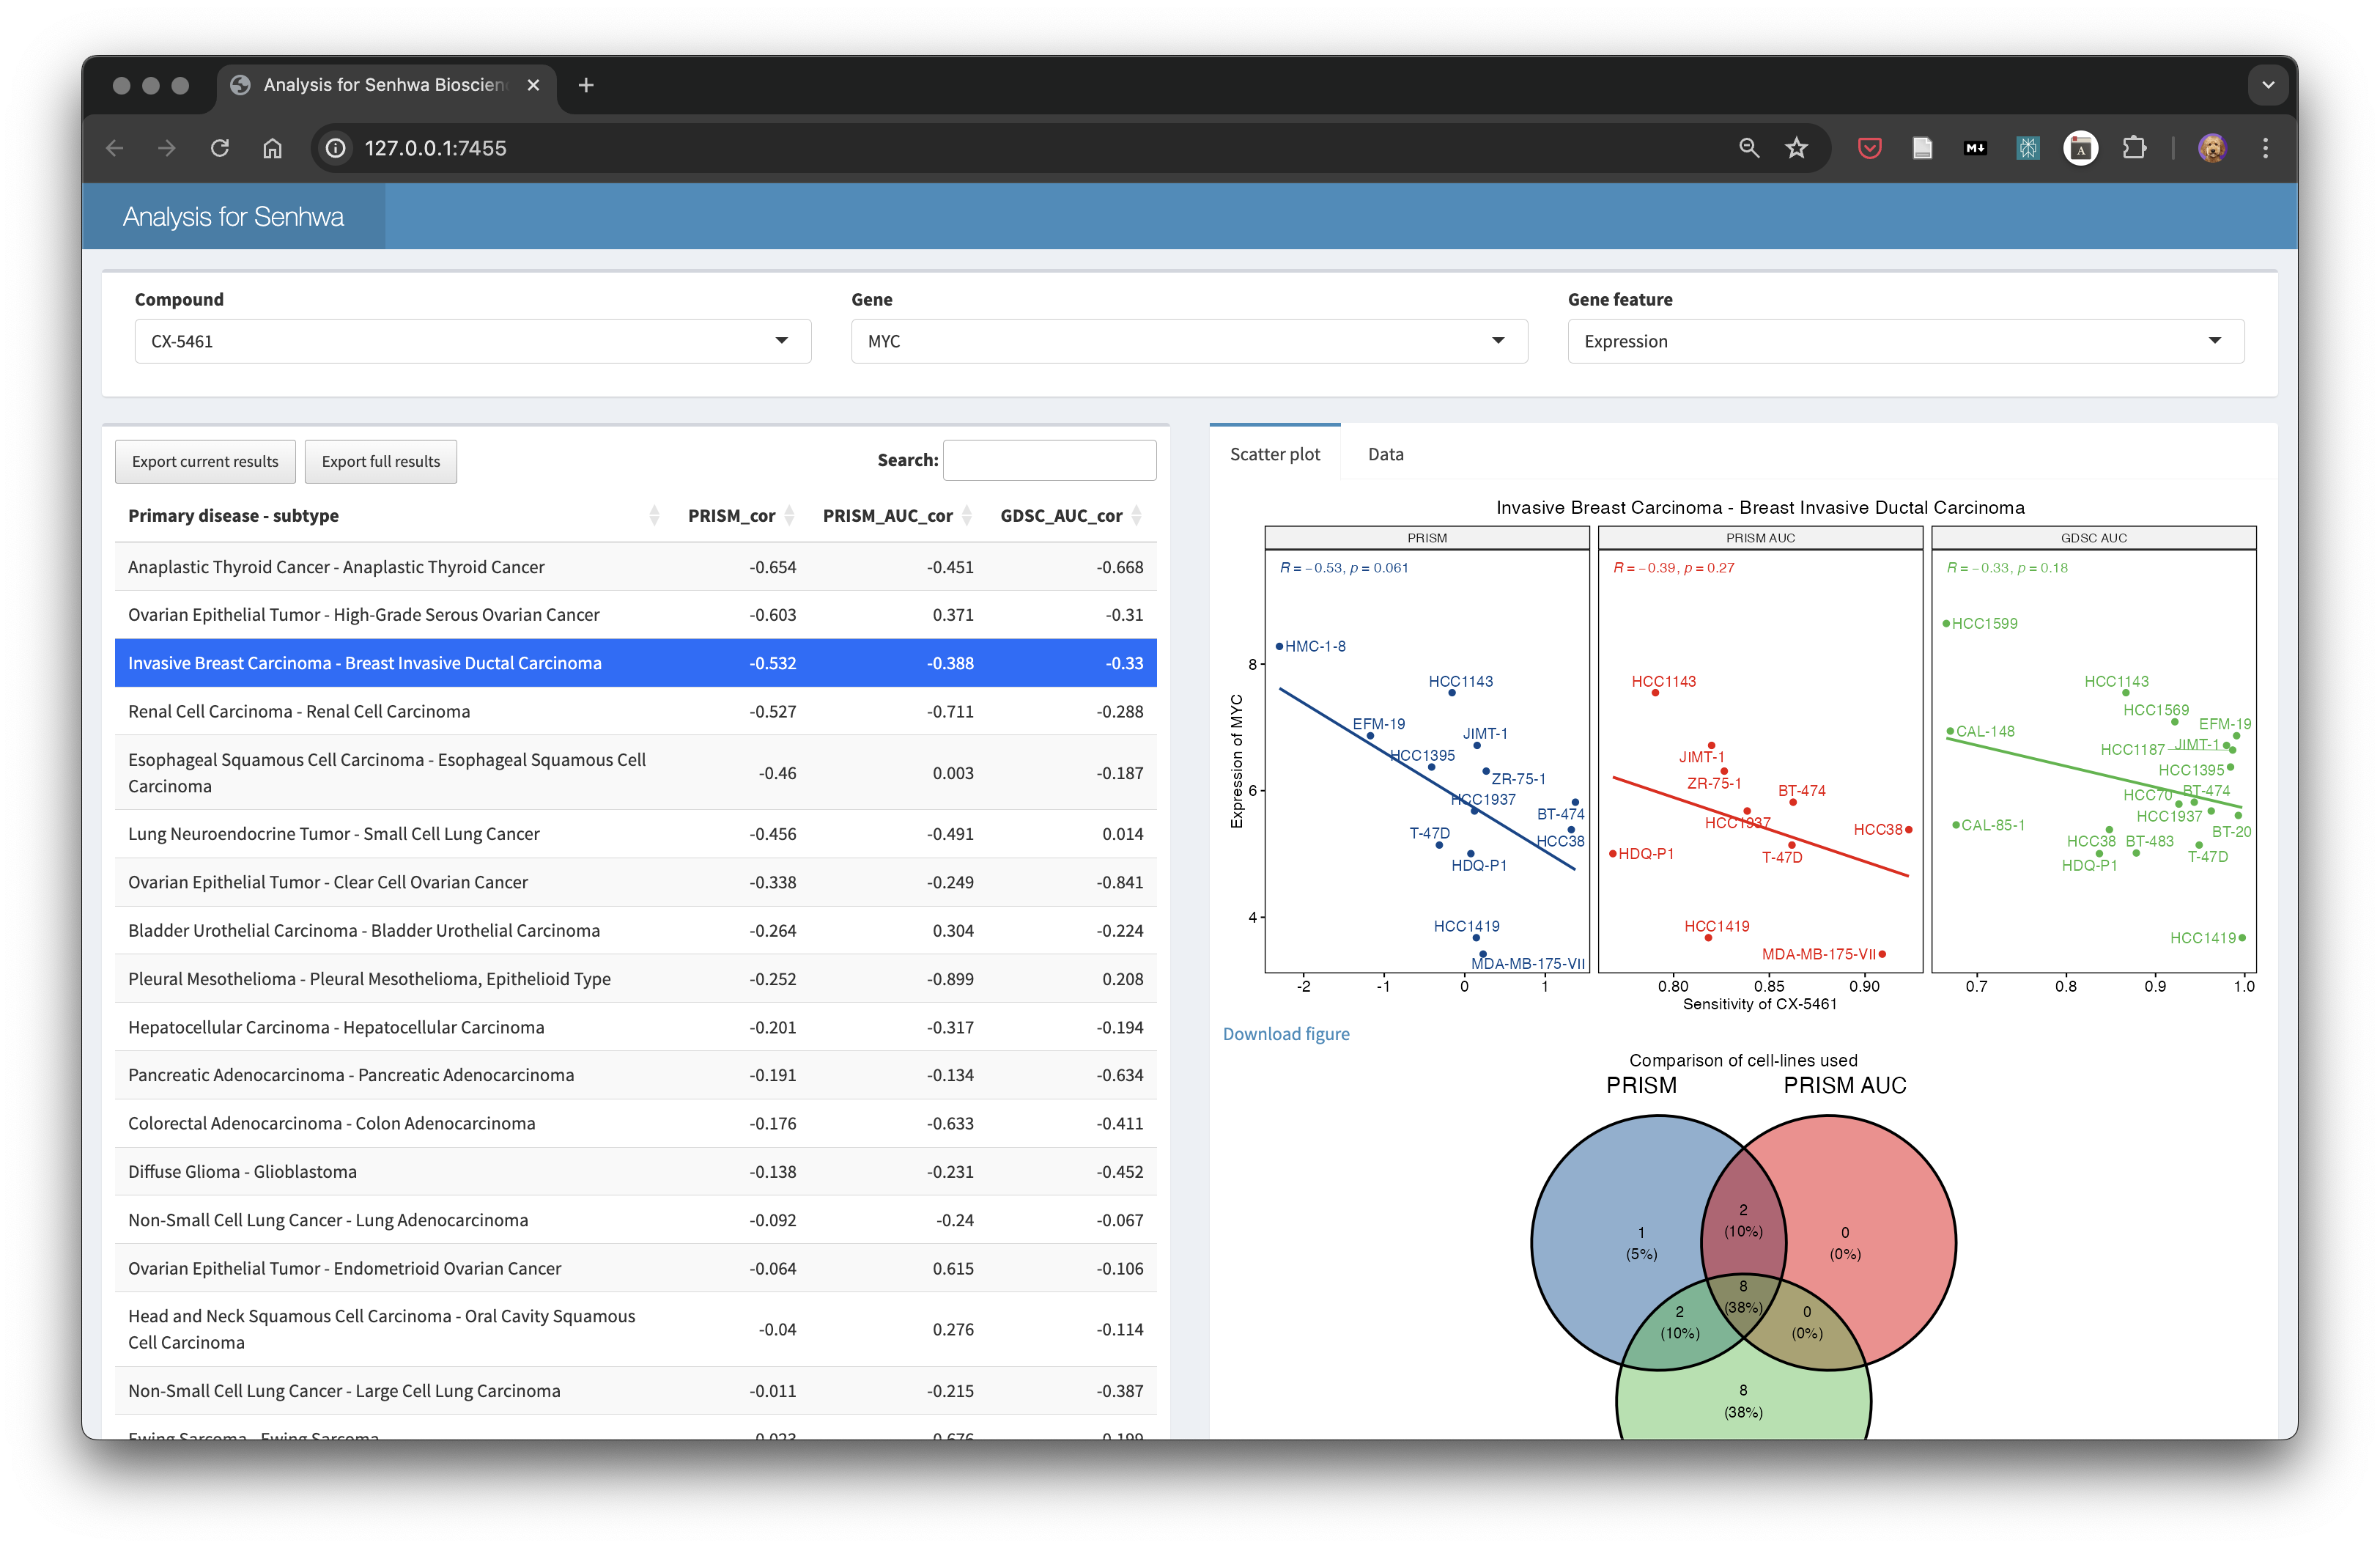 Analysis for Senhwa Bioscien
127.0.0.1:7455
Analysis for Senhwa
Compound Gene Gene feature
CX-5461 MYC Expression
Export current results Export full results Search:
Primary disease - subtype PRISM_cor PRISM_AUC_cor GDSC_AUC_cor
Anaplastic Thyroid Cancer - Anaplastic Thyroid Cancer -0.654 -0.451 -0.668
Ovarian Epithelial Tumor - High-Grade Serous Ovarian Cancer -0.603 0.371 -0.31
Invasive Breast Carcinoma - Breast Invasive Ductal Carcinoma -0.532 -0.388 -0.33
Renal Cell Carcinoma - Renal Cell Carcinoma -0.527 -0.711 -0.288
Esophageal Squamous Cell Carcinoma - Esophageal Squamous Cell
Carcinoma -0.46 0.003 -0.187
Lung Neuroendocrine Tumor - Small Cell Lung Cancer -0.456 -0.491 0.014
Ovarian Epithelial Tumor - Clear Cell Ovarian Cancer -0.338 -0.249 -0.841
Bladder Urothelial Carcinoma - Bladder Urothelial Carcinoma -0.264 0.304 -0.224
Pleural Mesothelioma - Pleural Mesothelioma, Epithelioid Type -0.252 -0.899 0.208
Hepatocellular Carcinoma - Hepatocellular Carcinoma -0.201 -0.317 -0.194
Pancreatic Adenocarcinoma - Pancreatic Adenocarcinoma -0.191 -0.134 -0.634
Colorectal Adenocarcinoma - Colon Adenocarcinoma -0.176 -0.633 -0.411
Diffuse Glioma - Glioblastoma -0.138 -0.231 -0.452
Non-Small Cell Lung Cancer - Lung Adenocarcinoma -0.092 -0.24 -0.067
Ovarian Epithelial Tumor - Endometrioid Ovarian Cancer -0.064 0.615 -0.106
Head and Neck Squamous Cell Carcinoma - Oral Cavity Squamous
Cell Carcinoma -0.04 0.276 -0.114
Non-Small Cell Lung Cancer - Large Cell Lung Carcinoma -0.011 -0.215 -0.387
Ewing Sarcoma - Ewing Sarcoma
Scatter plot Data
Invasive Breast Carcinoma - Breast Invasive Ductal Carcinoma
PRISM PRISM AUC GDSC AUC
Expression of MYC
8
6
4
R = −0.53, p = 0.061
HMC-1-8
HCC1143
EFM-19
JIMT-1
HCC1395
ZR-75-1
HCC1937
BT-474
T-47D
HCC38
HDQ-P1
HCC1419
MDA-MB-175-VII
-2 -1 0 1
R = −0.39, p = 0.27
HCC1143
JIMT-1
ZR-75-1
BT-474
HCC1937
HCC38
HDQ-P1
T-47D
HCC1419
MDA-MB-175-VII
0.80 0.85 0.90
R = −0.33, p = 0.18
HCC1599
HCC1143
HCC1569
EFM-19
CAL-148
HCC1187 JIMT-1
HCC1395
HCC70 BT-474
HCC1937
CAL-85-1
BT-20
HCC38 BT-483
T-47D
HDQ-P1
HCC1419
0.7 0.8 0.9 1.0
Sensitivity of CX-5461
Download figure
Comparison of cell-lines used
PRISM PRISM AUC
2
(10%)
1
(5%)
0
(0%)
8
(38%)
2
(10%)
0
(0%)
8
(38%)